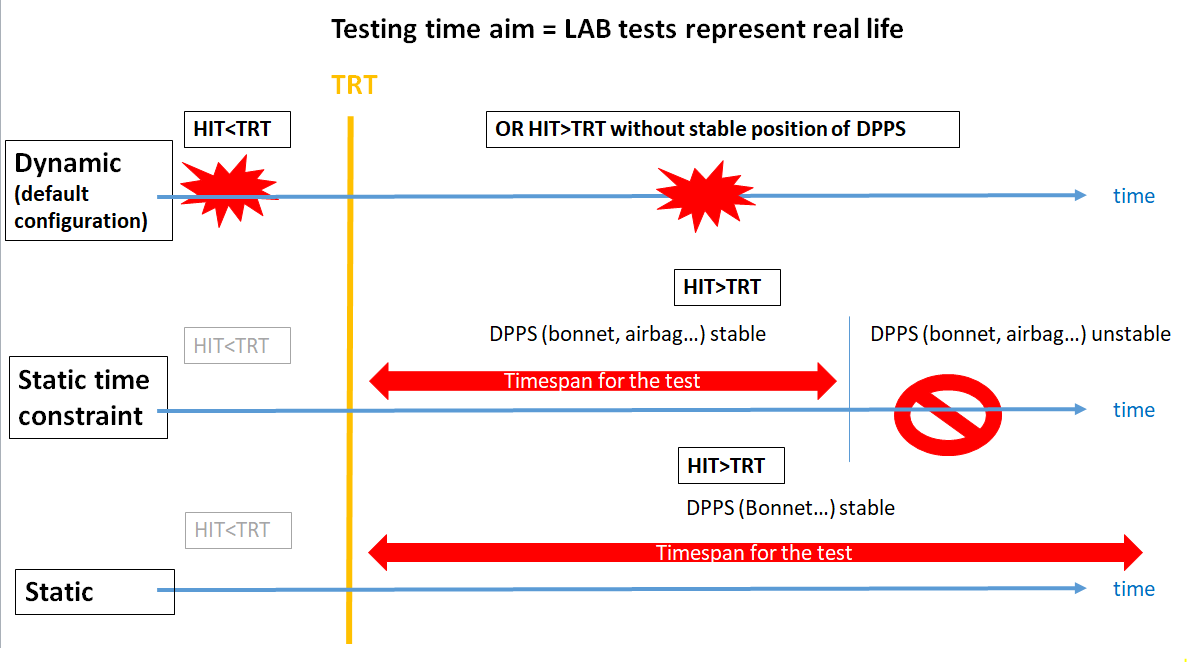 Testing time aim = LAB tests represent real life
TRT
HIT<TRT
OR HIT>TRT without stable position of DPPS
Dynamic
(default
configuration)
time
HIT>TRT
HIT<TRT
DPPS (bonnet, airbag...) stable
DPPS (bonnet, airbag...) unstable
Static time
constraint
Timespan for the test
time
HIT>TRT
DPPS (Bonnet...) stable
HIT<TRT
Timespan for the test
Static
time